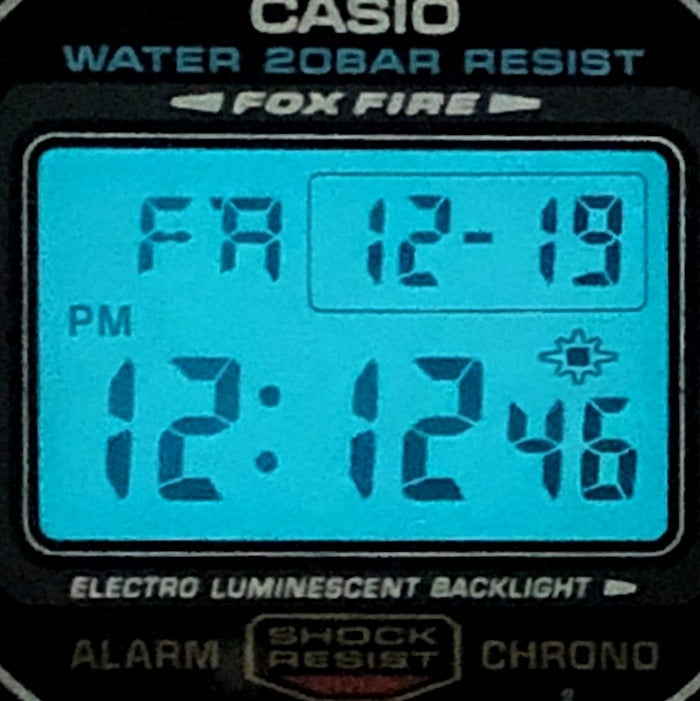 CASIO
WATER 20BAR RESIST
FOX FIRE
FR 12-19
PM
12:12 46
ELECTRO LUMINESCENT BACKLIGHT
ALARM SHOCK RESIST CHRONO